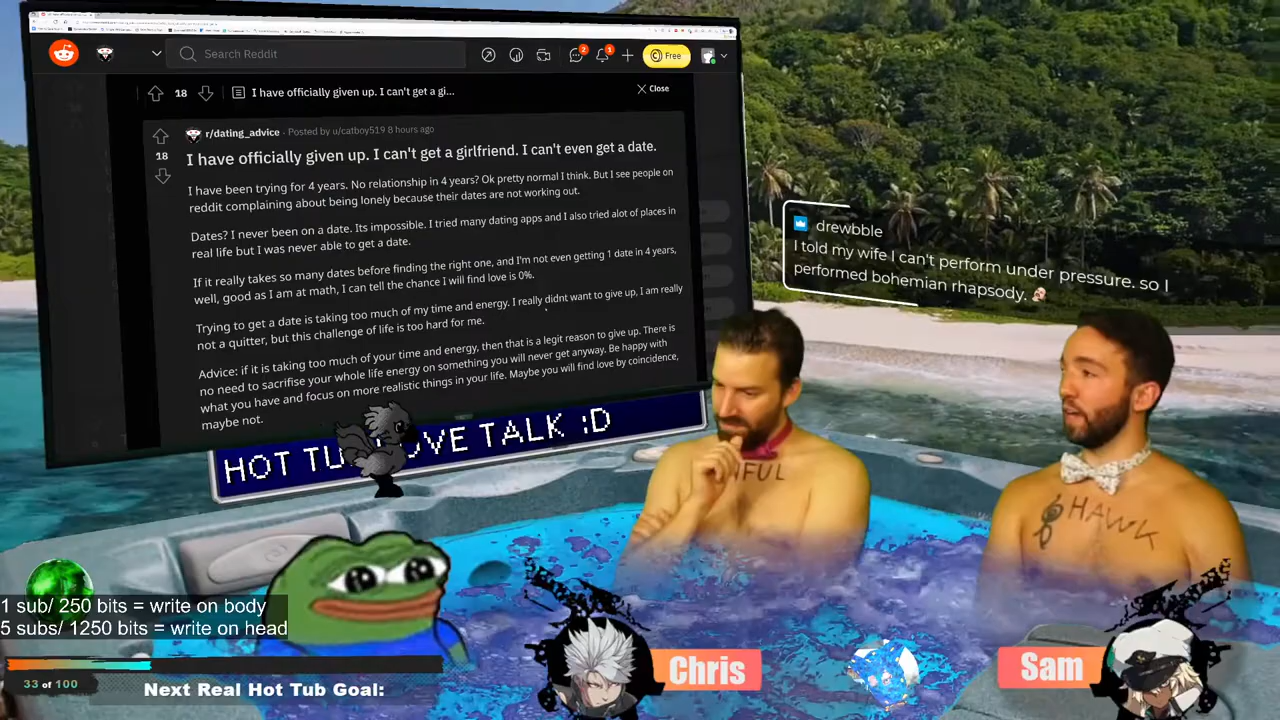 Search Reddit
2
1
Free
18
I have officially given up. I can't get a gi...
Close
18
r/dating_advice · Posted by u/catboy519 8 hours ago
I have officially given up. I can't get a girlfriend. I can't even get a date.
I have been trying for 4 years. No relationship in 4 years? Ok pretty normal I think. But I see people on
reddit complaining about being lonely because their dates are not working out.
Dates? I never been on a date. Its impossible. I tried many dating apps and I also tried alot of places in
real life but I was never able to get a date.
If it really takes so many dates before finding the right one, and I'm not even getting 1 date in 4 years,
well, good as I am at math, I can tell the chance I will find love is 0%.
Trying to get a date is taking too much of my time and energy. I really didnt want to give up, I am really
not a quitter, but this challenge of life is too hard for me.
Advice: if it is taking too much of your time and energy, then that is a legit reason to give up. There is
no need to sacrifise your whole life energy on something you will never get anyway. Be happy with
what you have and focus on more realistic things in your life. Maybe you will find love by coincidence,
maybe not.
HOT TU OVE TALK :D
drewbble
I told my wife I can't perform under pressure. so I
performed bohemian rhapsody.
NFUL
HAWK
1 sub/ 250 bits = write on body
5 subs/ 1250 bits = write on head
33 of 100
Next Real Hot Tub Goal:
Chris
Sam